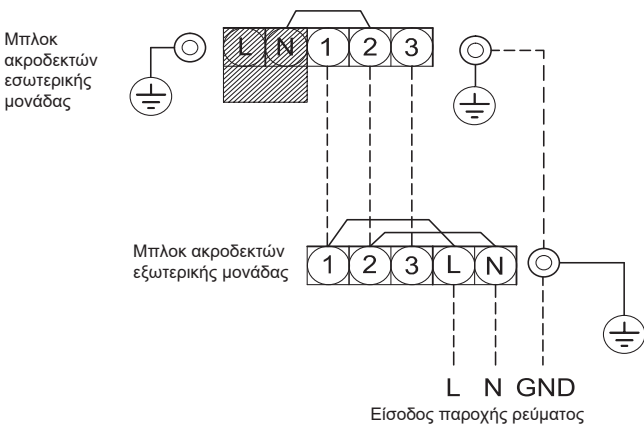 Μπλοκ
ακροδεκτών
εσωτερικής
μονάδας
L N 1 2 3
Μπλοκ ακροδεκτών
εξωτερικής μονάδας
1 2 3 L N
L N GND
Είσοδος παροχής ρεύματος